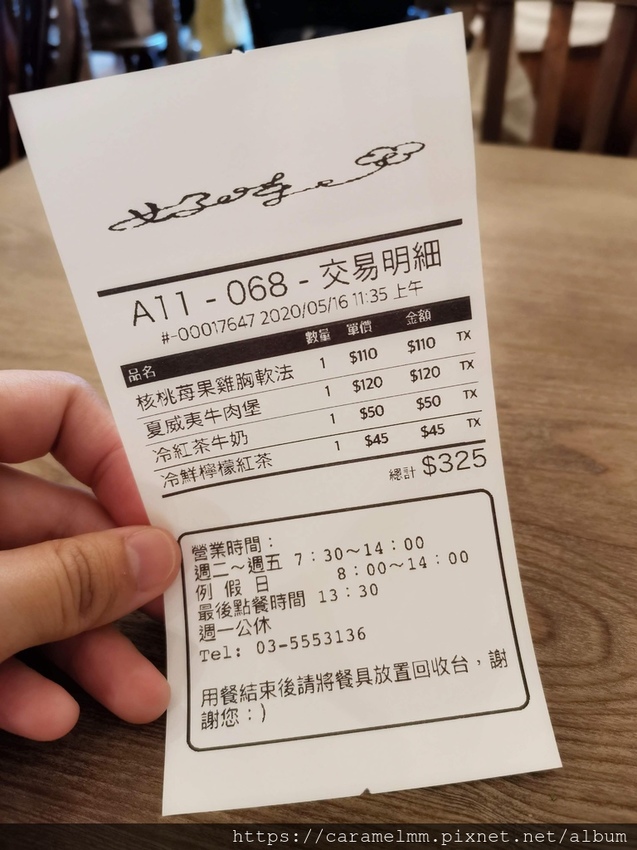 A11 - 068 - 交易明細
#-00017647 2020/05/16 11:35 上午
品名 數量 單價 金額
核桃莓果雞胸軟法 1 $110 $110 TX
夏威夷牛肉堡 1 $120 $120 TX
冷紅茶牛奶 1 $50 $50 TX
冷鮮檸檬紅茶 1 $45 $45 TX
總計 $325
營業時間：
週二～週五 7：30～14：00
例 假 日 8：00～14：00
最後點餐時間 13：30
週一公休
Tel: 03-5553136
用餐結束後請將餐具放置回收台，謝
謝您：)
https://caramelmm.pixnet.net/album